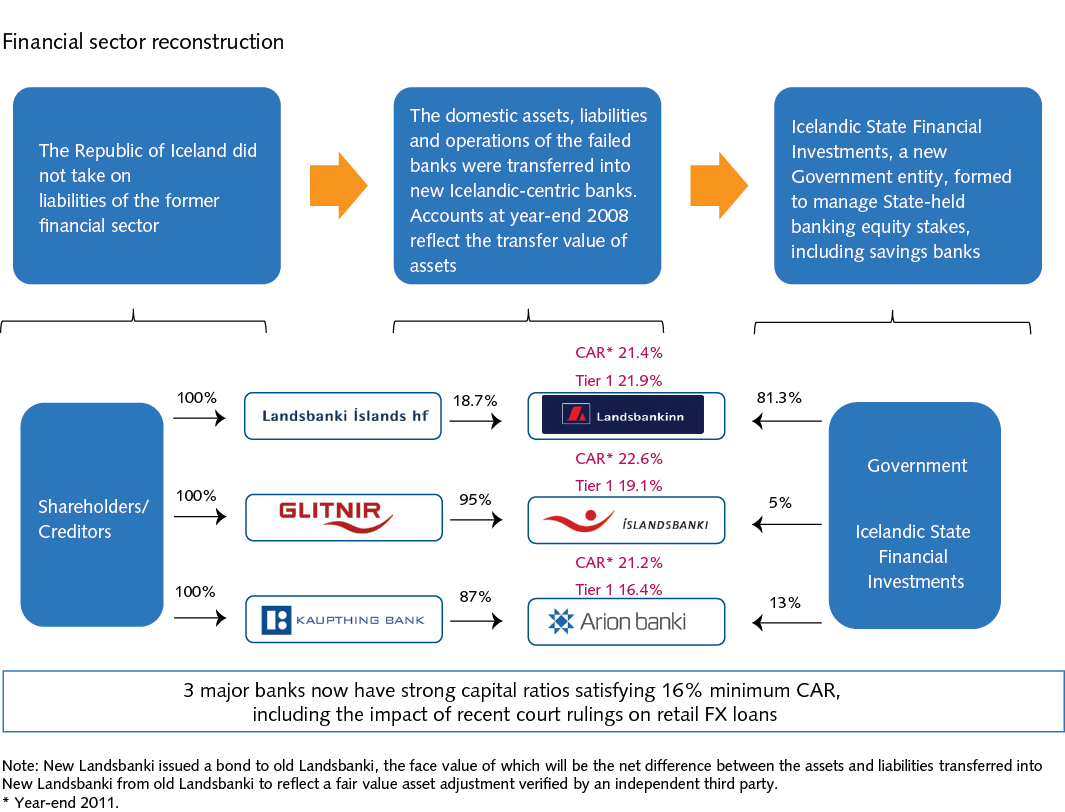 Financial sector reconstruction
The Republic of Iceland did
not take on
liabilities of the former
financial sector
The domestic assets, liabilities
and operations of the failed
banks were transferred into
new Icelandic-centric banks.
Accounts at year-end 2008
reflect the transfer value of
assets
Icelandic State Financial
Investments, a new
Government entity, formed
to manage State-held
banking equity stakes,
including savings banks
Shareholders/
Creditors
100%
Landsbanki Íslands hf
18.7%
CAR* 21.4%
Tier 1 21.9%
Landsbankinn
81.3%
100%
GLITNIR
95%
CAR* 22.6%
Tier 1 19.1%
ÍSLANDSBANKI
5%
100%
KAUPTHING BANK
87%
CAR* 21.2%
Tier 1 16.4%
Arion banki
13%
Government
Icelandic State
Financial
Investments
3 major banks now have strong capital ratios satisfying 16% minimum CAR,
including the impact of recent court rulings on retail FX loans
Note: New Landsbanki issued a bond to old Landsbanki, the face value of which will be the net difference between the assets and liabilities transferred into
New Landsbanki from old Landsbanki to reflect a fair value asset adjustment verified by an independent third party.
* Year-end 2011.